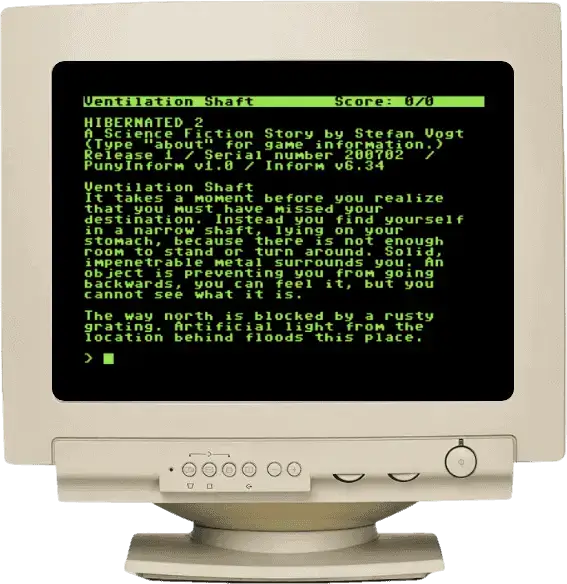 Ventilation Shaft Score: 0/0
HIBERNATED 2
A Science Fiction Story by Stefan Vogt
(Type "about" for game information.)
Release 1 / Serial number 200702 /
PunyInform v1.0 / Inform v6.34
Ventilation Shaft
It takes a moment before you realize
that you must have missed your
destination. Instead you find yourself
in a narrow shaft, lying on your
stomach, because there is not enough
room to stand or turn around. Solid,
impenetrable metal surrounds you. An
object is preventing you from going
backwards, you can feel it, but you
cannot see what it is.
The way north is blocked by a rusty
grating. Artificial light from the
location behind floods this place.
>